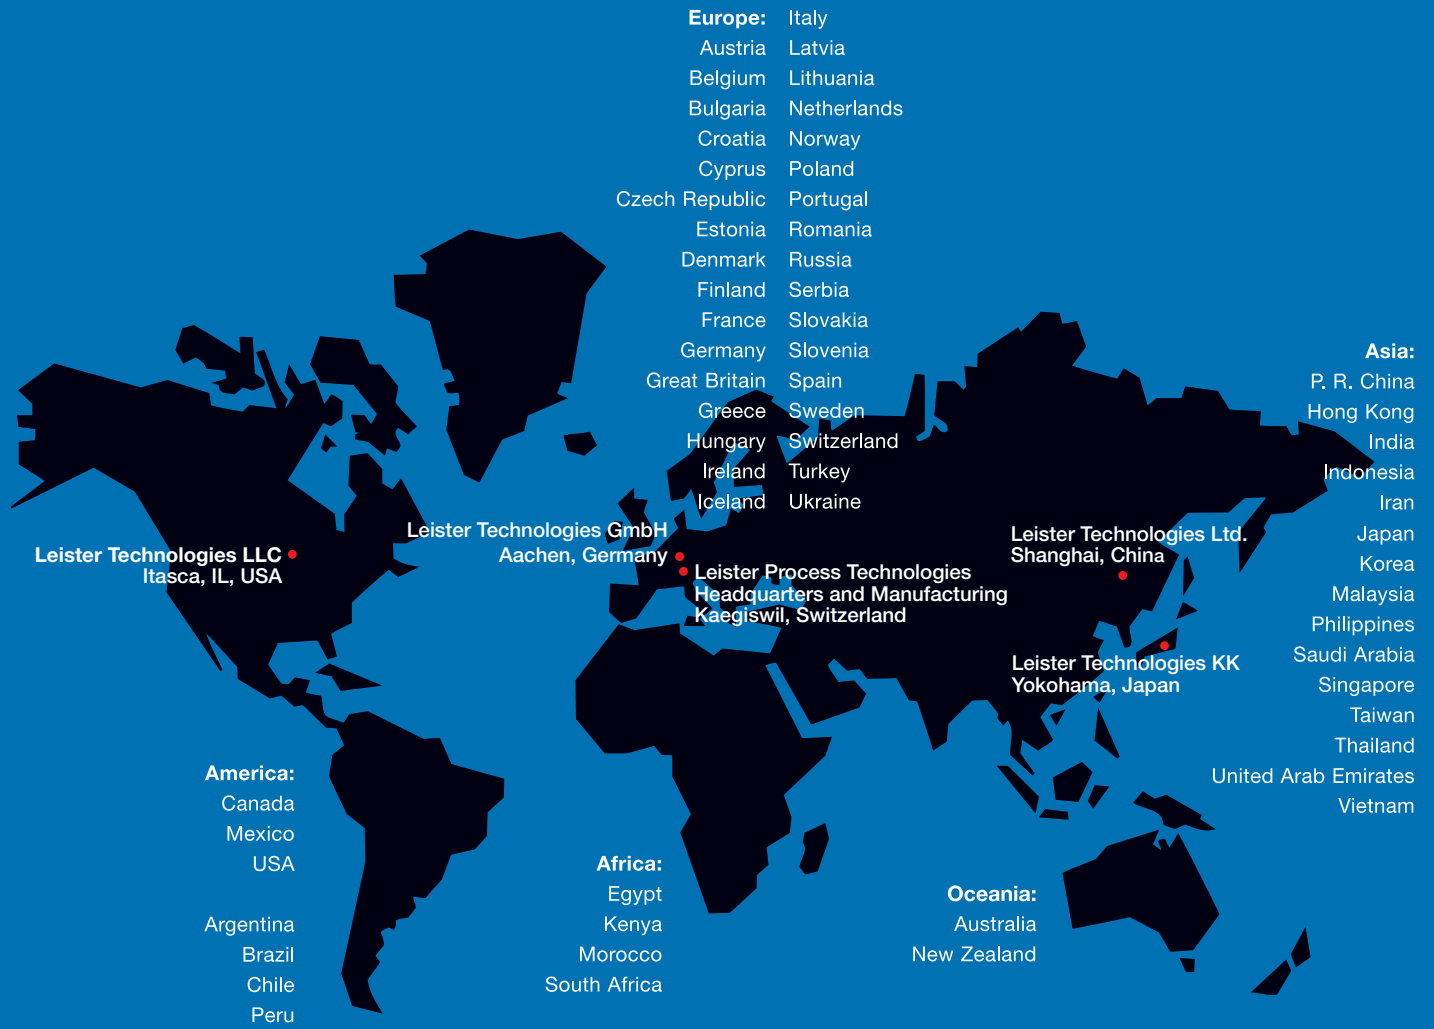 Europe:
Austria
Belgium
Bulgaria
Croatia
Cyprus
Czech Republic
Estonia
Denmark
Finland
France
Germany
Great Britain
Greece
Hungary
Ireland
Iceland
Italy
Latvia
Lithuania
Netherlands
Norway
Poland
Portugal
Romania
Russia
Serbia
Slovakia
Slovenia
Spain
Sweden
Switzerland
Turkey
Ukraine
Leister Technologies LLC
Itasca, IL, USA
Leister Technologies GmbH
Aachen, Germany
Leister Process Technologies
Headquarters and Manufacturing
Kaegiswil, Switzerland
Leister Technologies Ltd.
Shanghai, China
Leister Technologies KK
Yokohama, Japan
Asia:
P. R. China
Hong Kong
India
Indonesia
Iran
Japan
Korea
Malaysia
Philippines
Saudi Arabia
Singapore
Taiwan
Thailand
United Arab Emirates
Vietnam
America:
Canada
Mexico
USA
Argentina
Brazil
Chile
Peru
Africa:
Egypt
Kenya
Morocco
South Africa
Oceania:
Australia
New Zealand